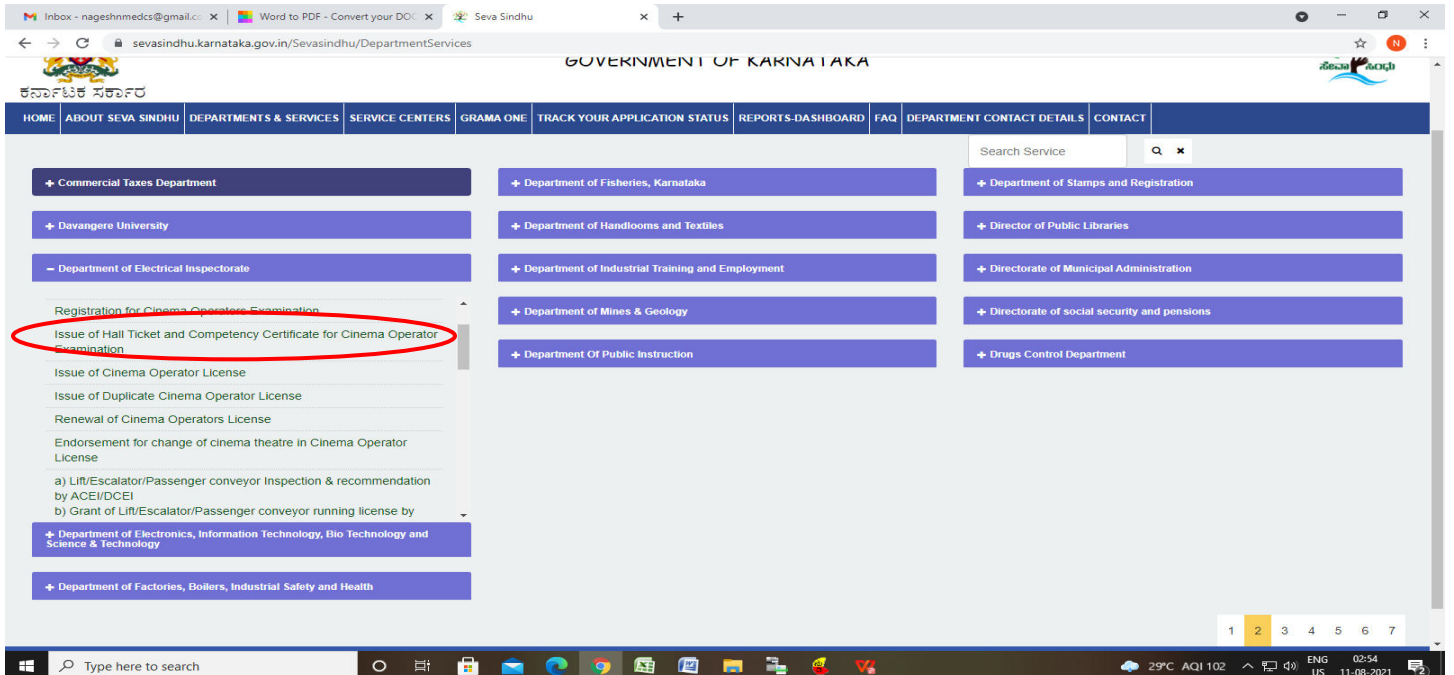 Inbox - nageshnmedcs@gmail.cc
Word to PDF - Convert your DOC
Seva Sindhu
sevasindhu.karnataka.gov.in/Sevasindhu/DepartmentServices
N
GOVERNMENT OF KARNATAKA
ಕರ್ನಾಟಕ ಸರ್ಕಾರ
ಸೇವಾ ಸಿಂಧು
HOME ABOUT SEVA SINDHU DEPARTMENTS & SERVICES SERVICE CENTERS GRAMA ONE TRACK YOUR APPLICATION STATUS REPORTS-DASHBOARD FAQ DEPARTMENT CONTACT DETAILS CONTACT
Search Service
+ Commercial Taxes Department
+ Davangere University
– Department of Electrical Inspectorate
Registration for Cinema Operators Examination
Issue of Hall Ticket and Competency Certificate for Cinema Operator
Examination
Issue of Cinema Operator License
Issue of Duplicate Cinema Operator License
Renewal of Cinema Operators License
Endorsement for change of cinema theatre in Cinema Operator
License
a) Lift/Escalator/Passenger conveyor Inspection & recommendation
by ACEI/DCEI
b) Grant of Lift/Escalator/Passenger conveyor running license by
+ Department of Electronics, Information Technology, Bio Technology and
Science & Technology
+ Department of Factories, Boilers, Industrial Safety and Health
+ Department of Fisheries, Karnataka
+ Department of Handlooms and Textiles
+ Department of Industrial Training and Employment
+ Department of Mines & Geology
+ Department Of Public Instruction
+ Department of Stamps and Registration
+ Director of Public Libraries
+ Directorate of Municipal Administration
+ Directorate of social security and pensions
+ Drugs Control Department
1 2 3 4 5 6 7
Type here to search
29°C AQI 102
ENG
US
02:54
11-08-2021
2